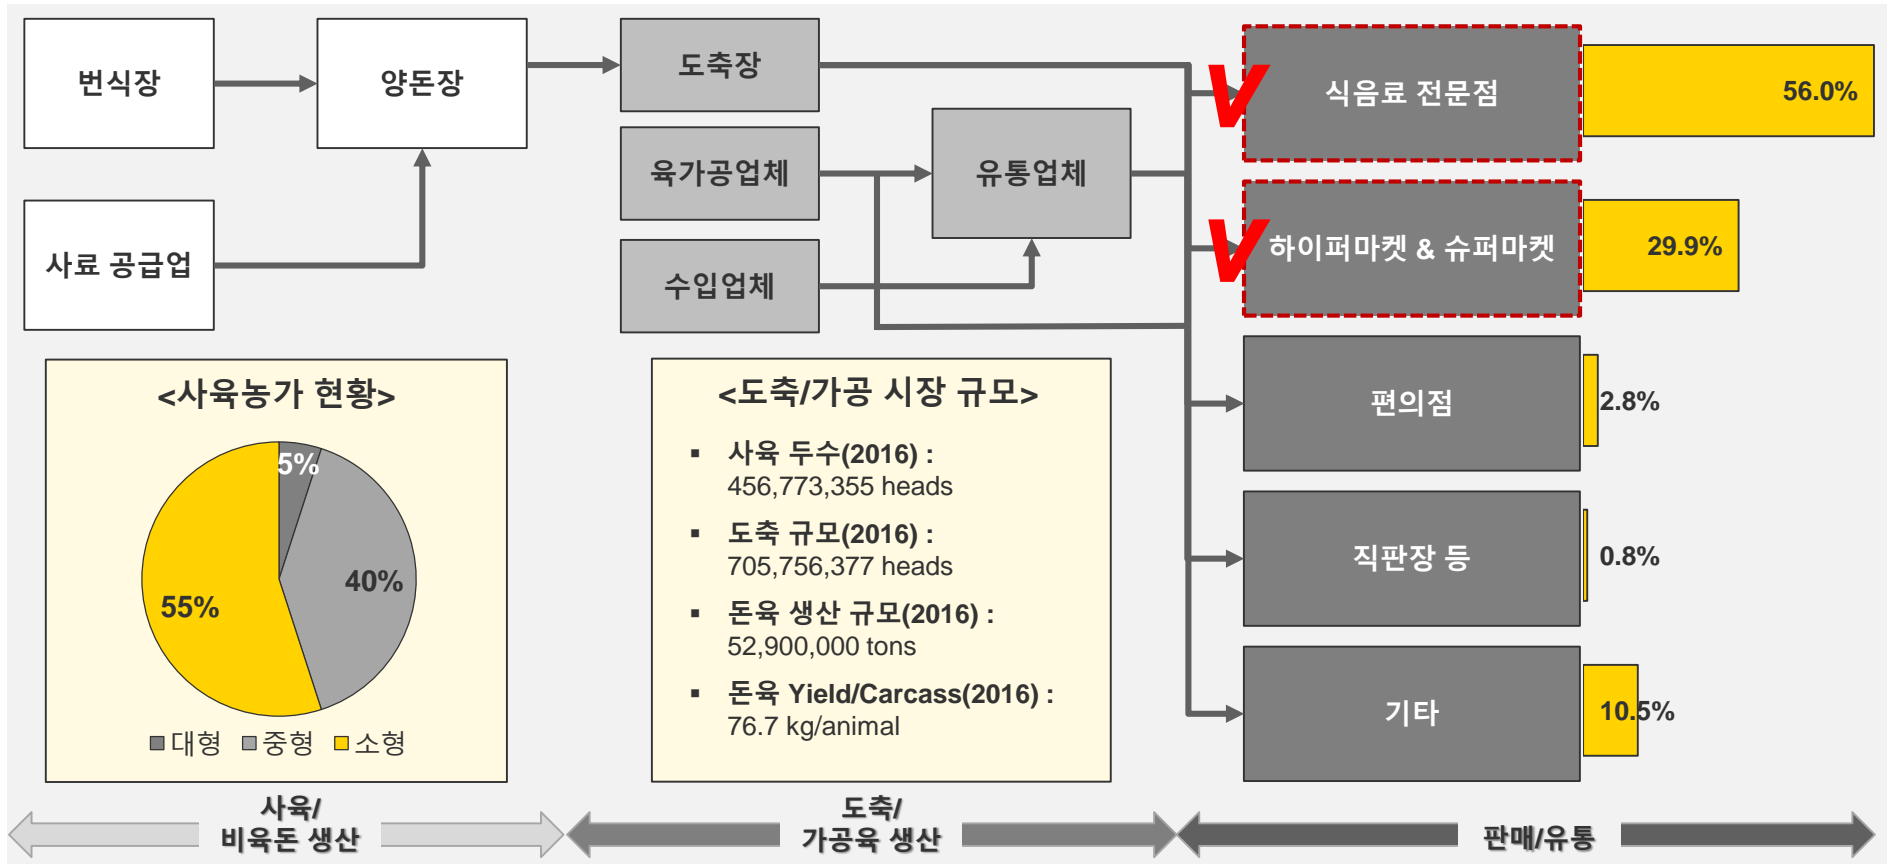 번식장
양돈장
사료 공급업
도축장
육가공업체
수입업체
유통업체
V 식음료 전문점
56.0%
V 하이퍼마켓 & 슈퍼마켓
29.9%
편의점
2.8%
직판장 등
0.8%
기타
10.5%
<사육농가 현황>
5%
40%
55%
■대형 ■중형 ■소형
<도축/가공 시장 규모>
▪ 사육 두수(2016) :
456,773,355 heads
▪ 도축 규모(2016) :
705,756,377 heads
▪ 돈육 생산 규모(2016) :
52,900,000 tons
▪ 돈육 Yield/Carcass(2016) :
76.7 kg/animal
사육/
비육돈 생산
도축/
가공육 생산
판매/유통